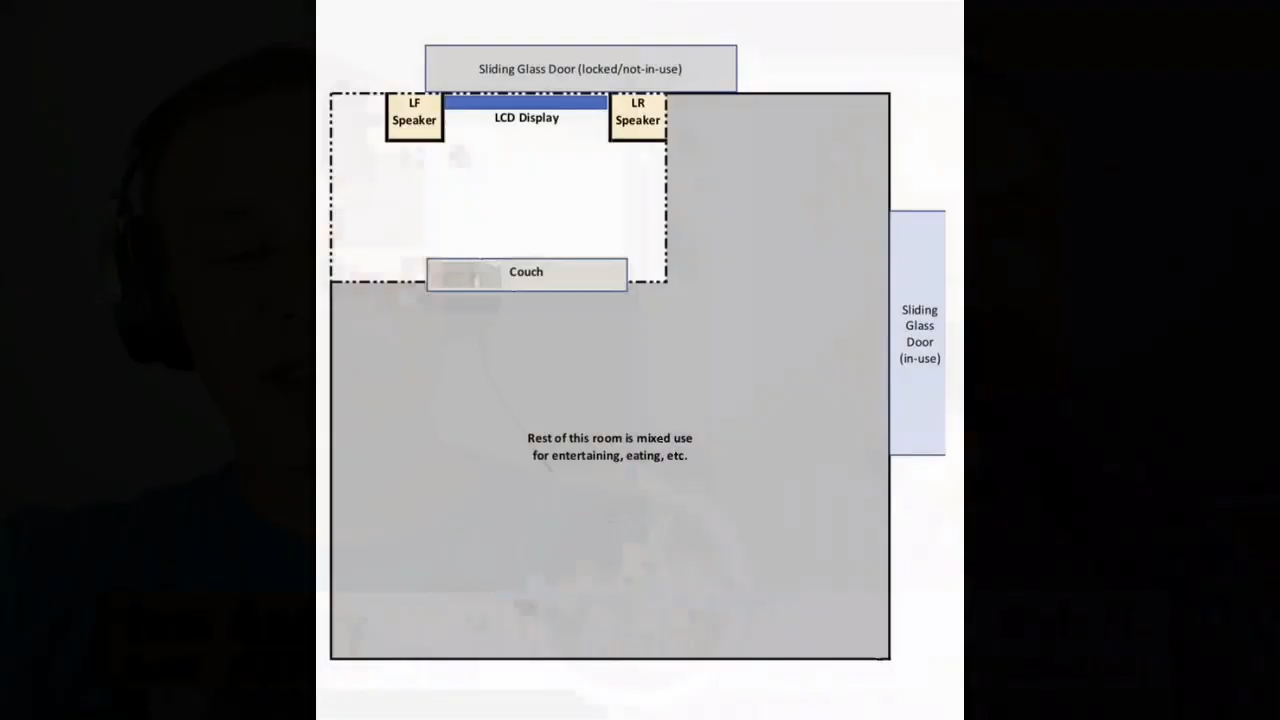 Sliding Glass Door (locked/not-in-use)
LF
Speaker
LCD Display
LR
Speaker
Couch
Sliding
Glass
Door
(in-use)
Rest of this room is mixed use
for entertaining, eating, etc.